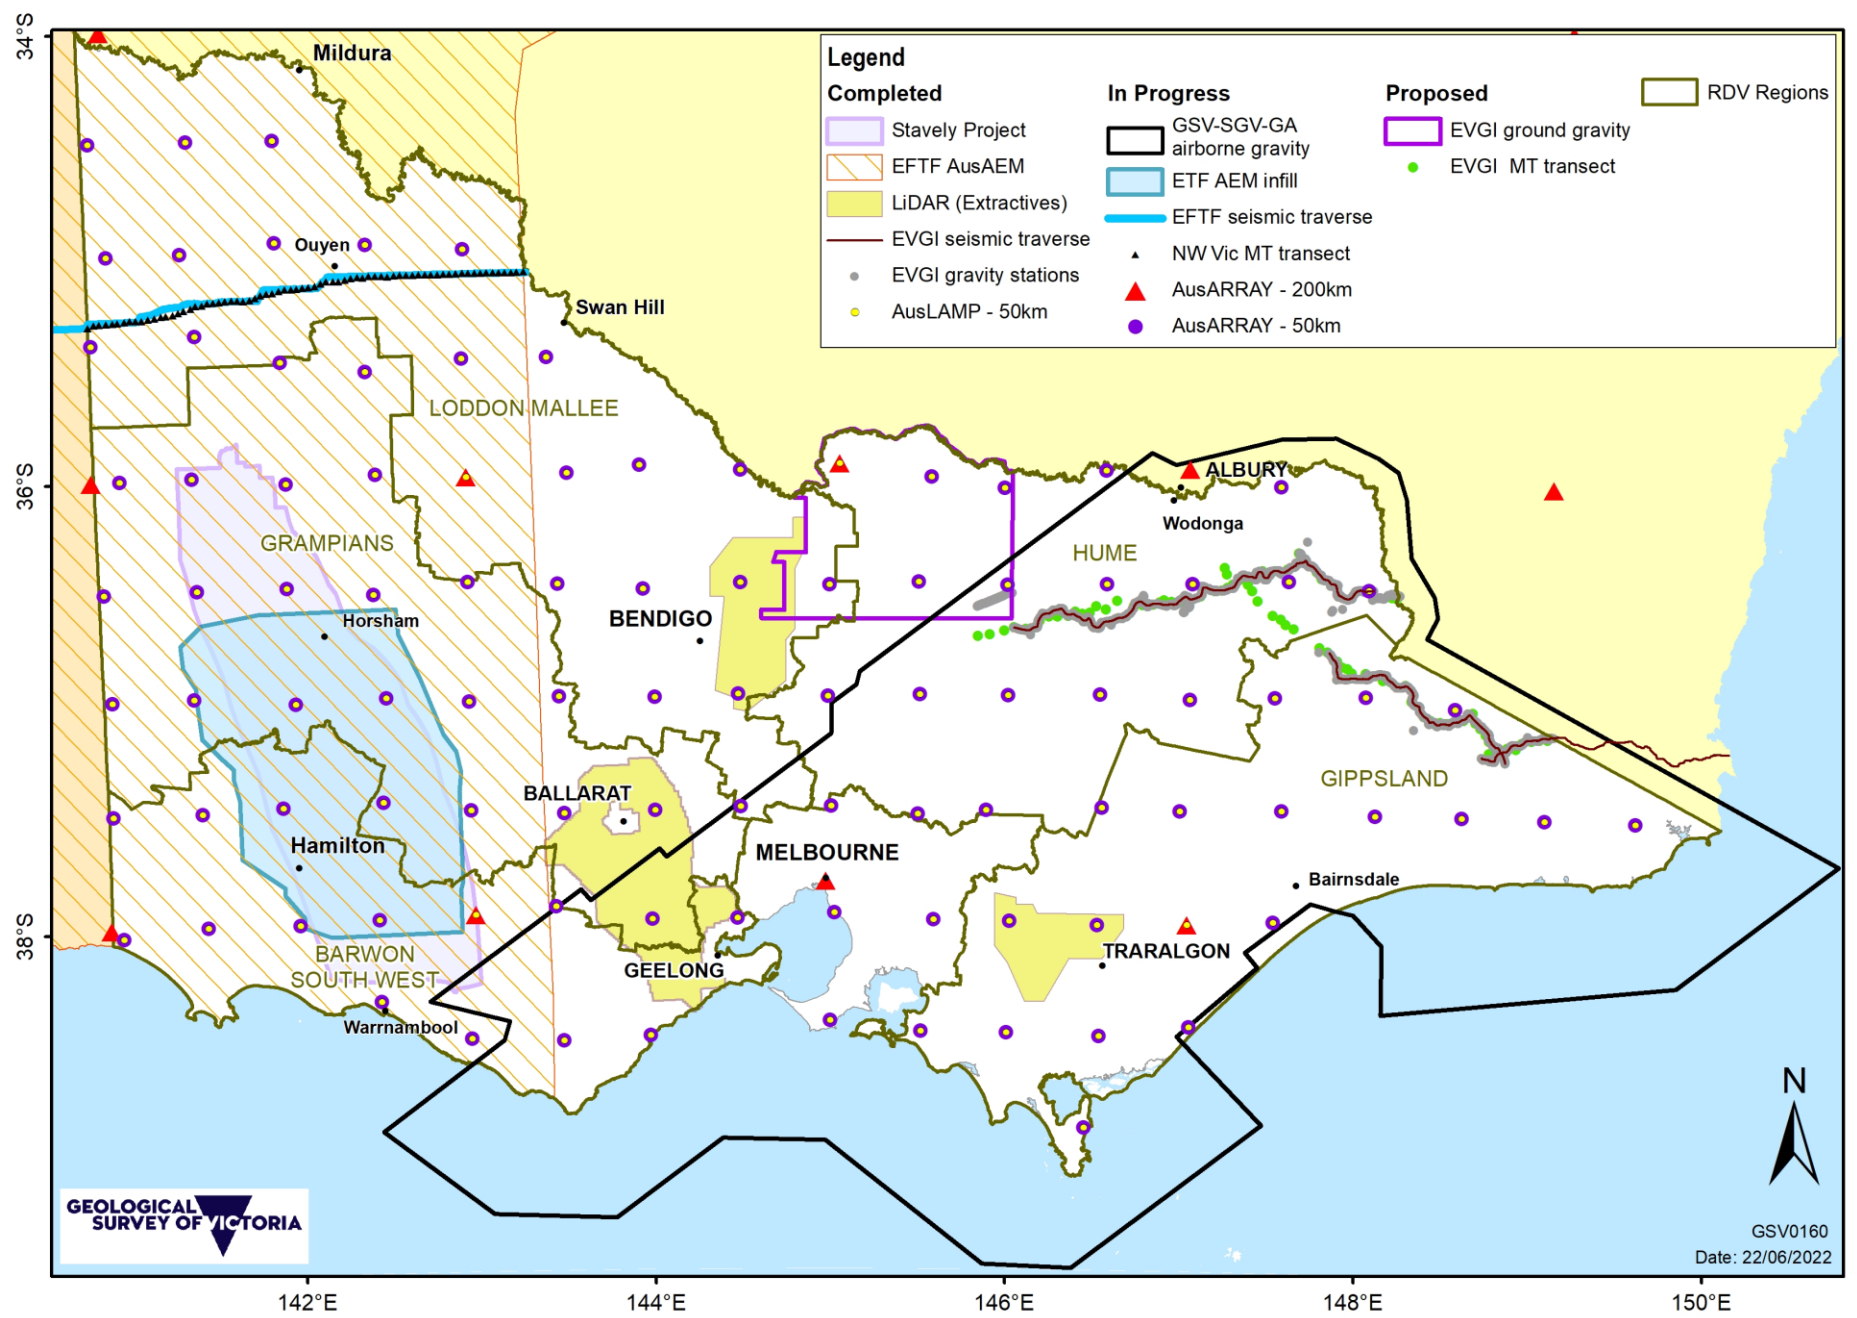 34°S
36°S
38°S
142°E
144°E
146°E
148°E
150°E
Legend
Completed
Stavely Project
EFTF AusAEM
LiDAR (Extractives)
EVGI seismic traverse
EVGI gravity stations
AusLAMP - 50km
In Progress
GSV-SGV-GA
airborne gravity
ETF AEM infill
EFTF seismic traverse
NW Vic MT transect
AusARRAY - 200km
AusARRAY - 50km
Proposed
EVGI ground gravity
EVGI MT transect
RDV Regions
Mildura
Ouyen
Swan Hill
LODDON MALLEE
ALBURY
Wodonga
GRAMPIANS
HUME
Horsham
BENDIGO
GIPPSLAND
BALLARAT
Hamilton
MELBOURNE
Bairnsdale
BARWON
SOUTH WEST
GEELONG
TRARALGON
Warrnambool
N
GEOLOGICAL
SURVEY OF VICTORIA
GSV0160
Date: 22/06/2022